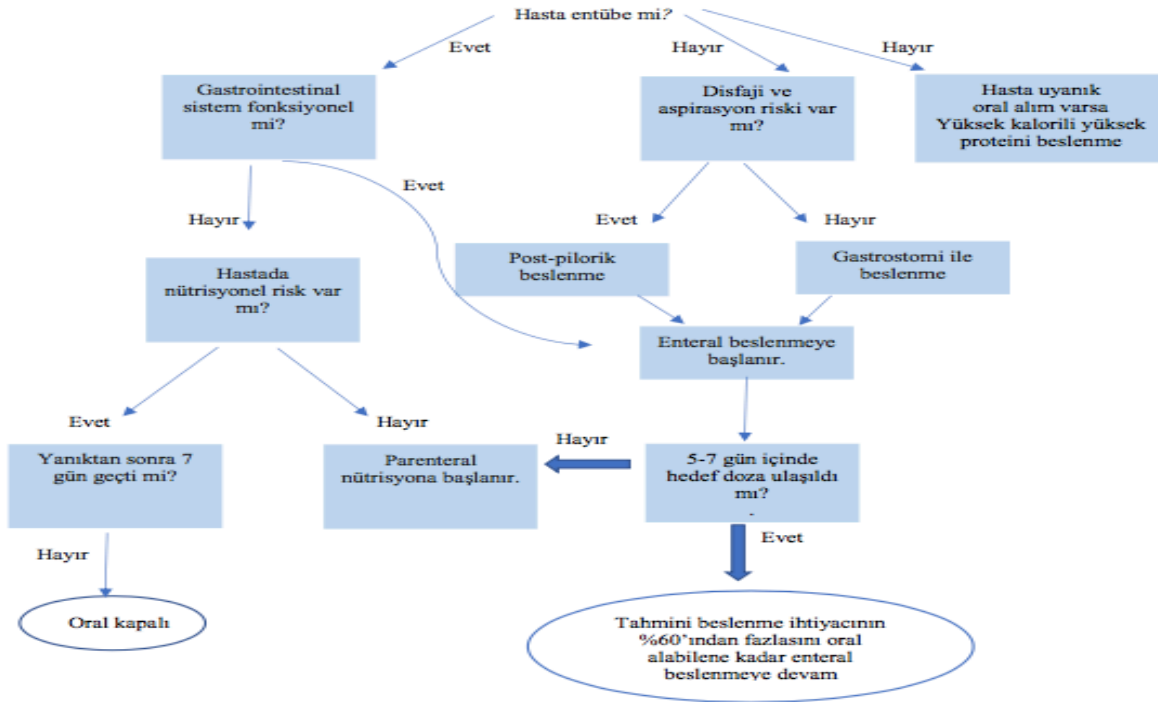 Hasta entübe mi?
Evet
Hayır
Hayır
Gastrointestinal
sistem fonksiyonel
mi?
Disfaji ve
aspirasyon riski var
mı?
Hasta uyanık
oral alım varsa
Yüksek kalorili yüksek
proteini beslenme
Evet
Hayır
Evet
Hayır
Hastada
nütrisyonel risk var
mı?
Post-pilorik
beslenme
Gastrostomi ile
beslenme
Enteral beslenmeye
başlanır.
Evet
Hayır
Hayır
Yanıktan sonra 7
gün geçti mi?
Parenteral
nütrisyona başlanır.
5-7 gün içinde
hedef doza ulaşıldı
mı?
.
Hayır
Evet
Oral kapalı
Tahmini beslenme ihtiyacının
%60’ından fazlasını oral
alabilene kadar enteral
beslenmeye devam